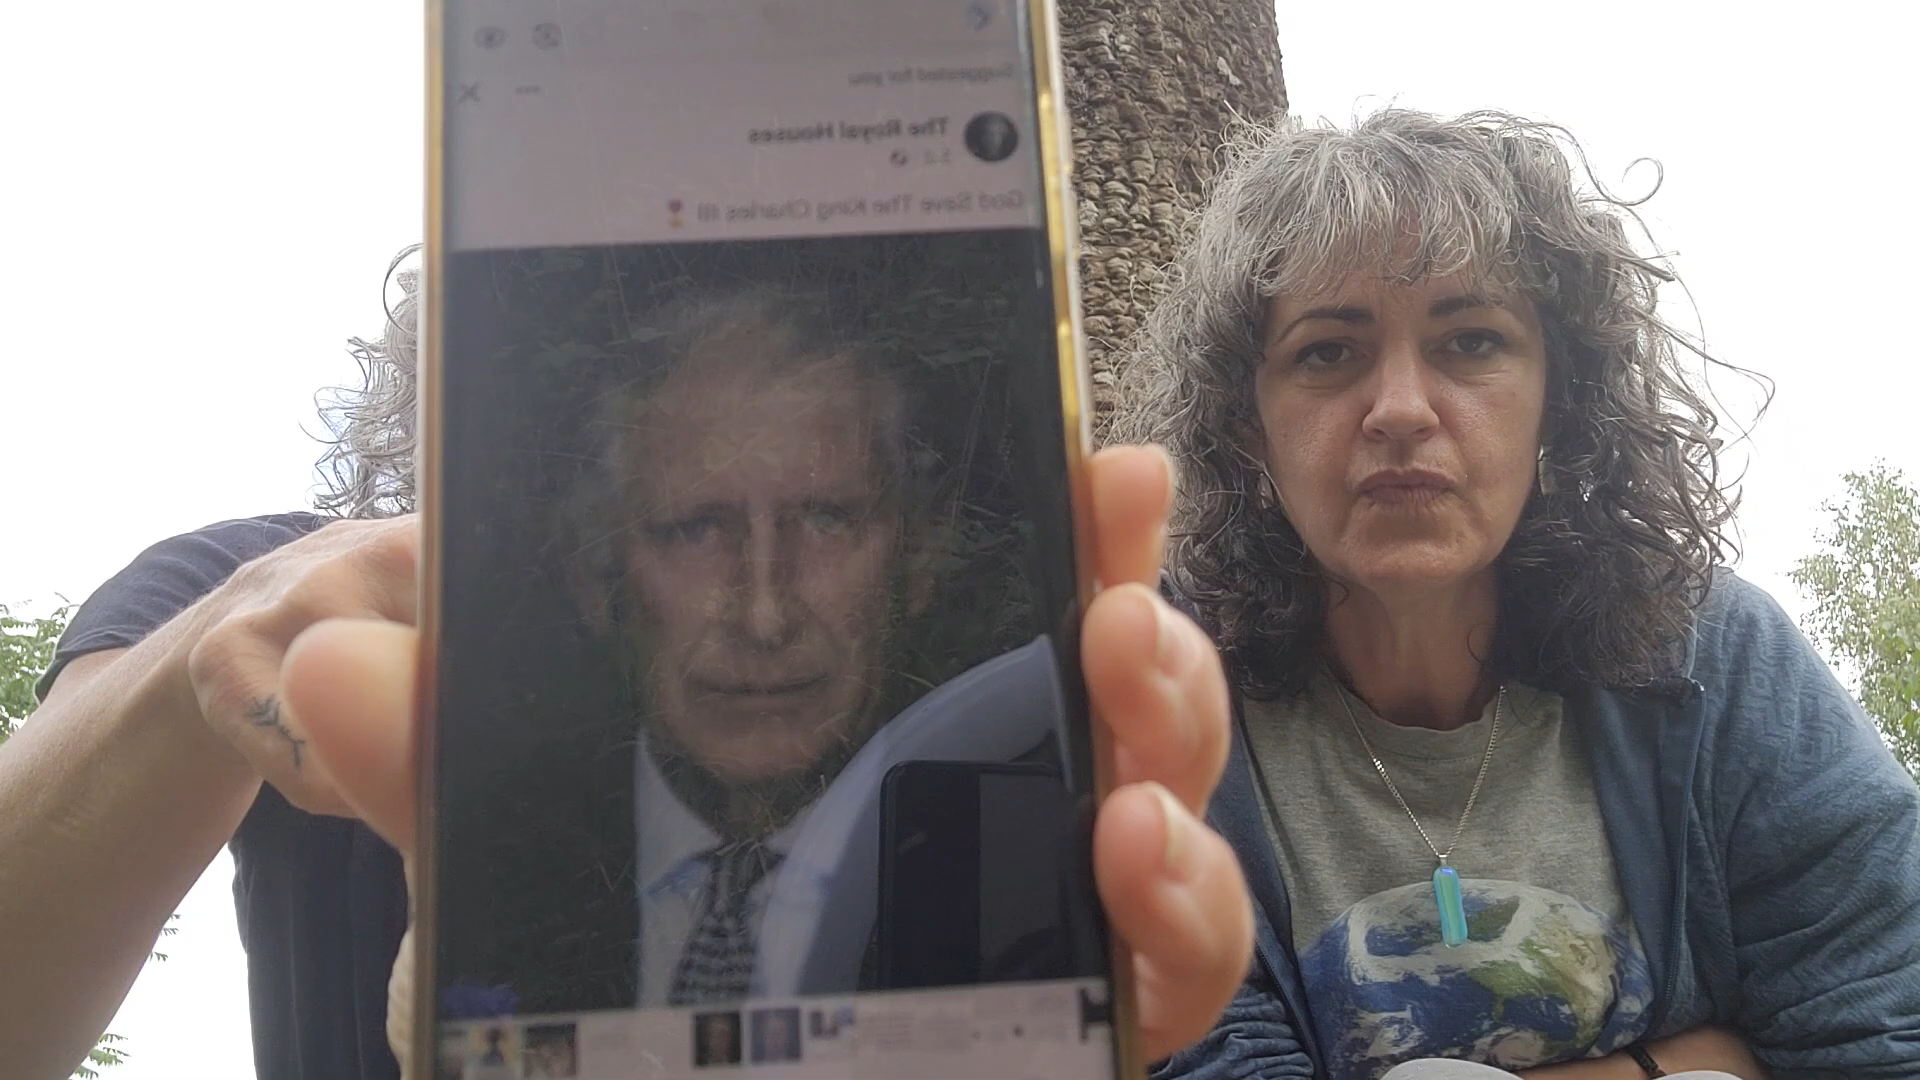 Suggested for you
The Royal Houses
God Save The King Charles III